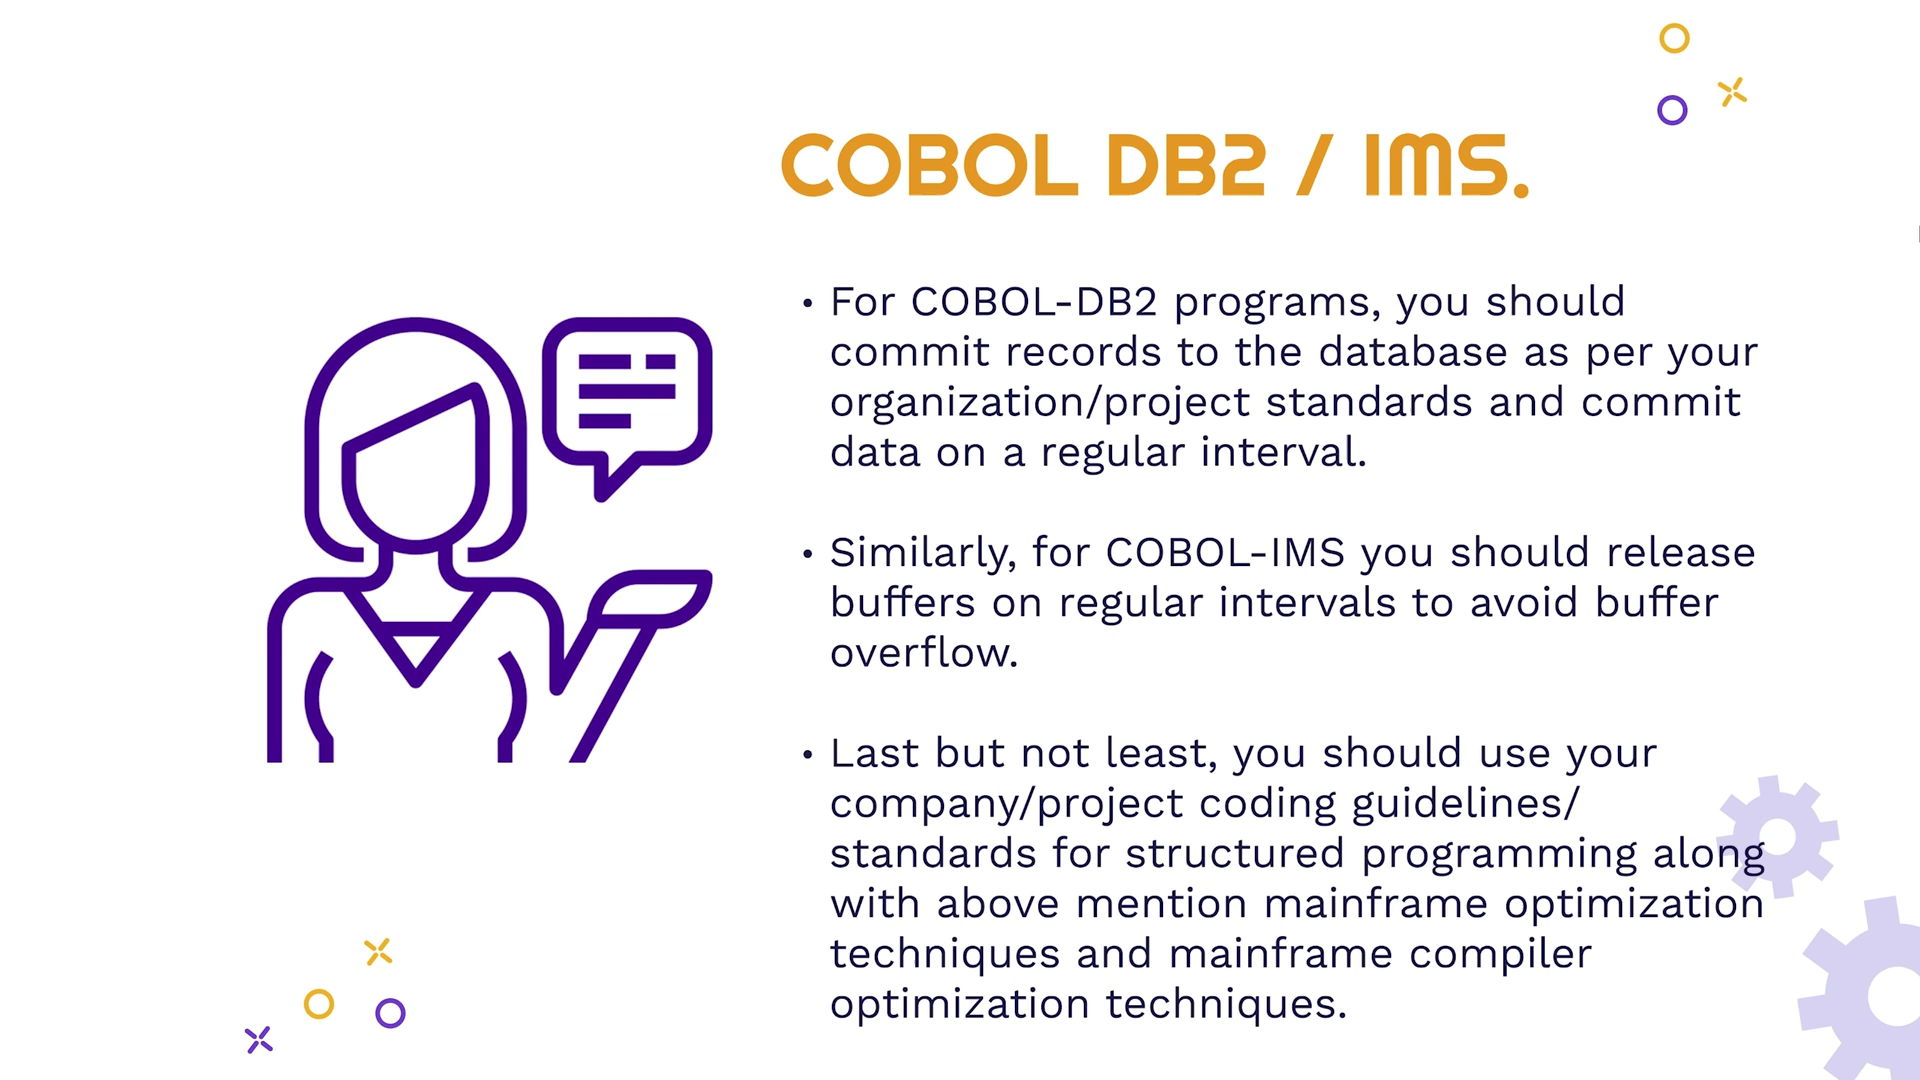 COBOL DB2 / IMS.
• For COBOL-DB2 programs, you should
commit records to the database as per your
organization/project standards and commit
data on a regular interval.
• Similarly, for COBOL-IMS you should release
buffers on regular intervals to avoid buffer
overflow.
• Last but not least, you should use your
company/project coding guidelines/
standards for structured programming along
with above mention mainframe optimization
techniques and mainframe compiler
optimization techniques.